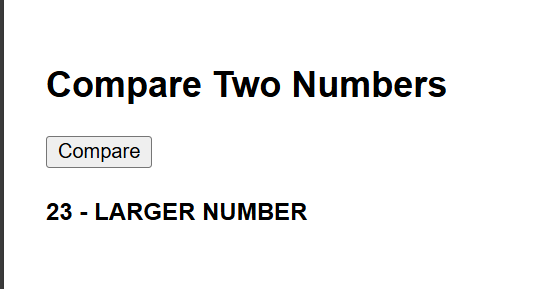 Compare Two Numbers
Compare
23 - LARGER NUMBER